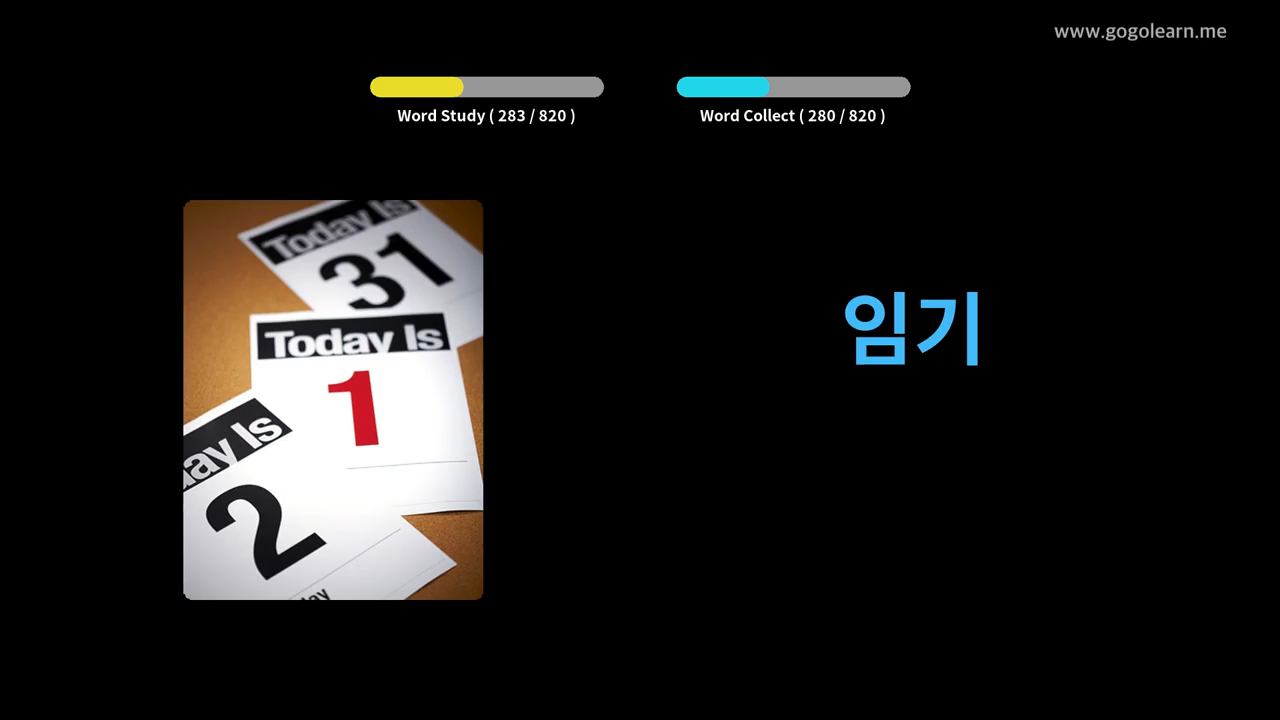 www.gogolearn.me
Word Study ( 283 / 820 )
Word Collect ( 280 / 820 )
Today Is
31
Today Is
1
ay Is
2
ay
임기